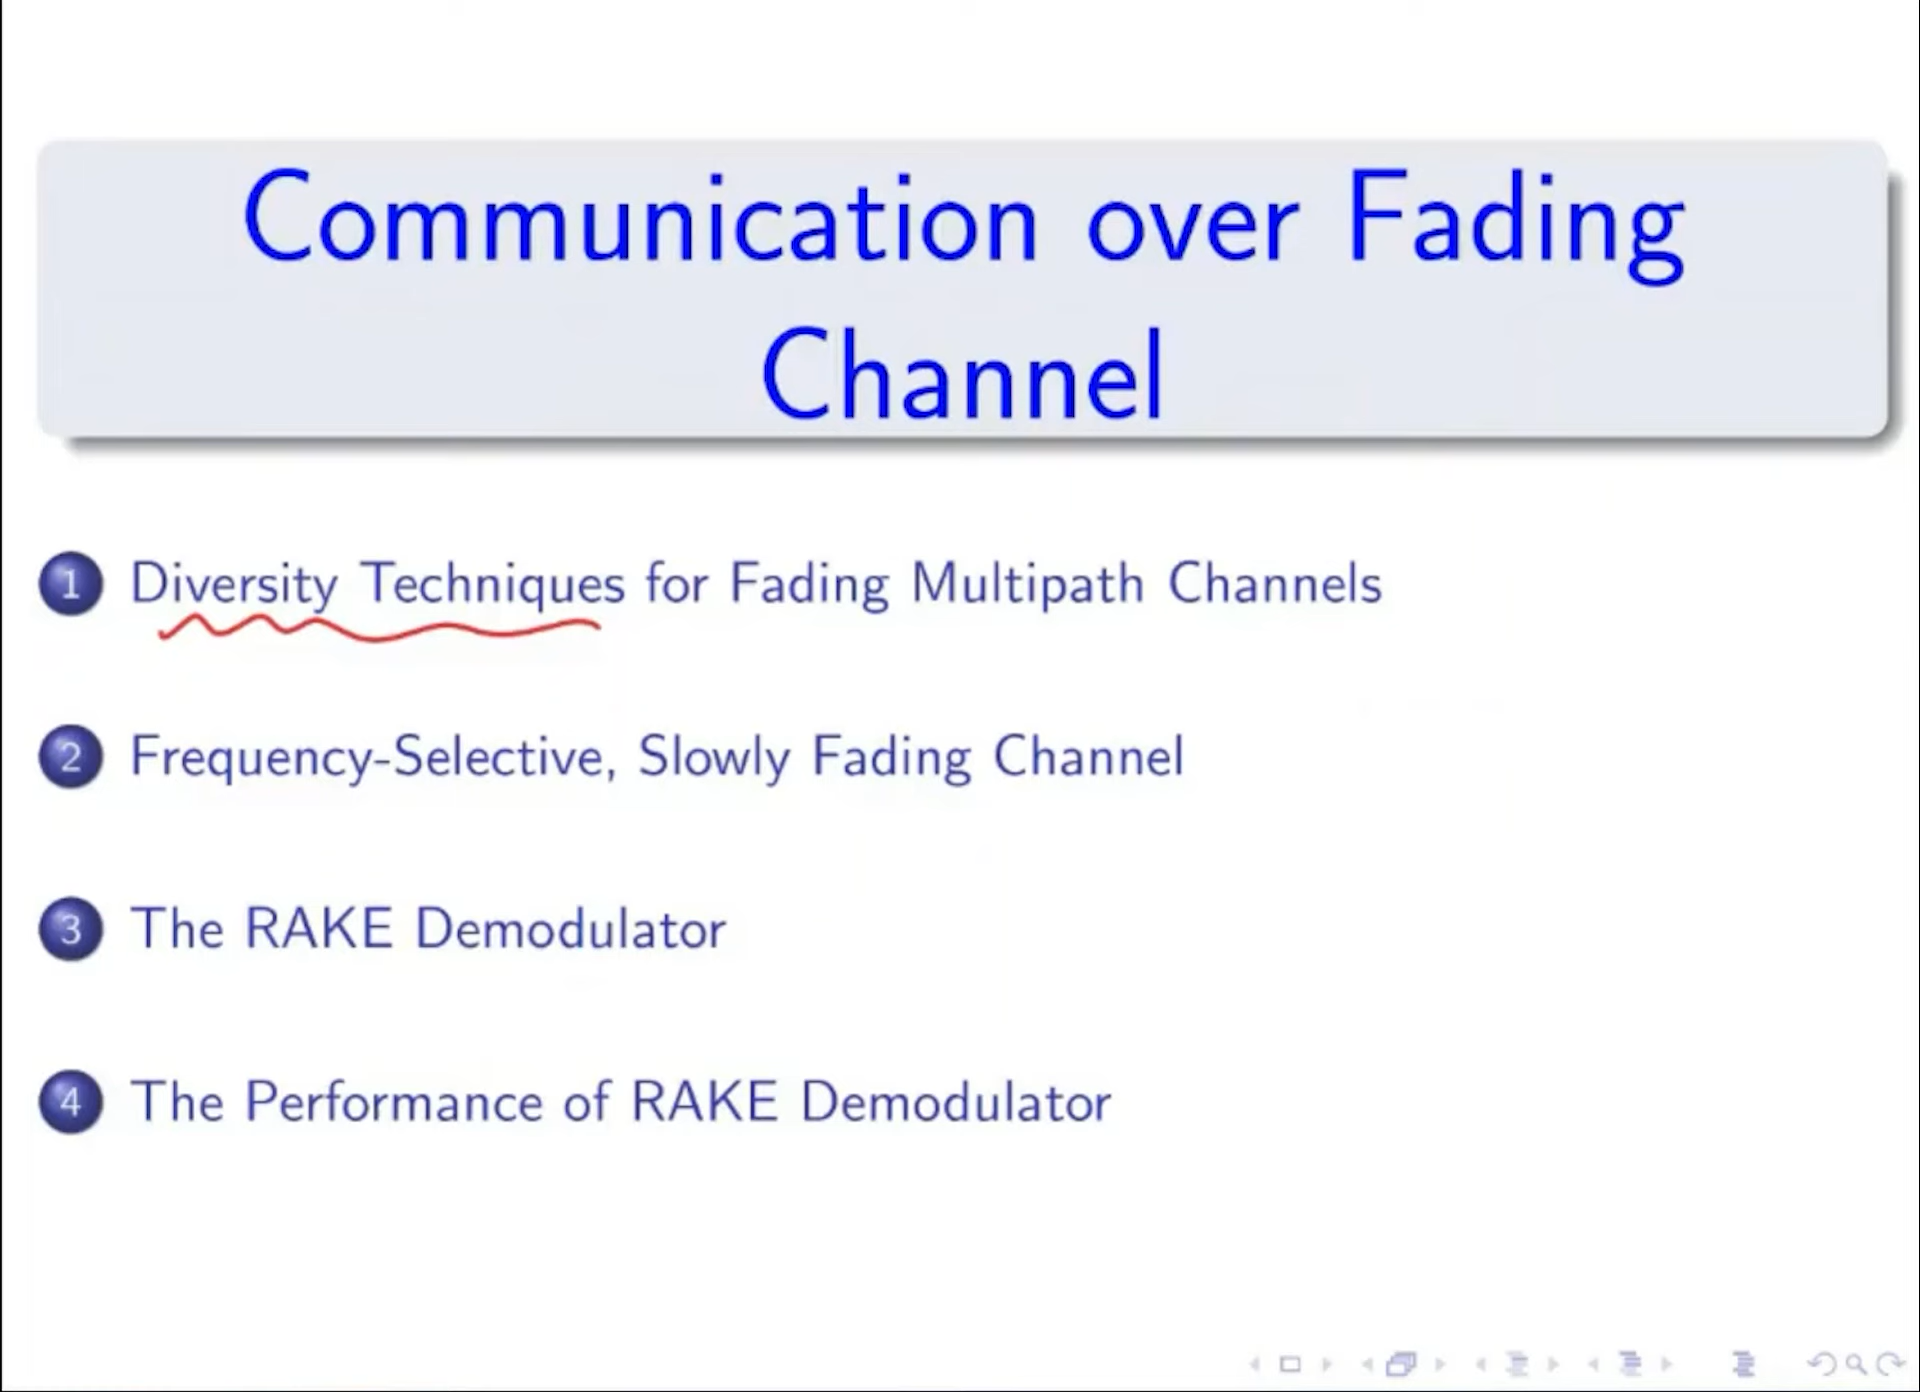 Communication over Fading
Channel
1 Diversity Techniques for Fading Multipath Channels
2 Frequency-Selective, Slowly Fading Channel
3 The RAKE Demodulator
4 The Performance of RAKE Demodulator